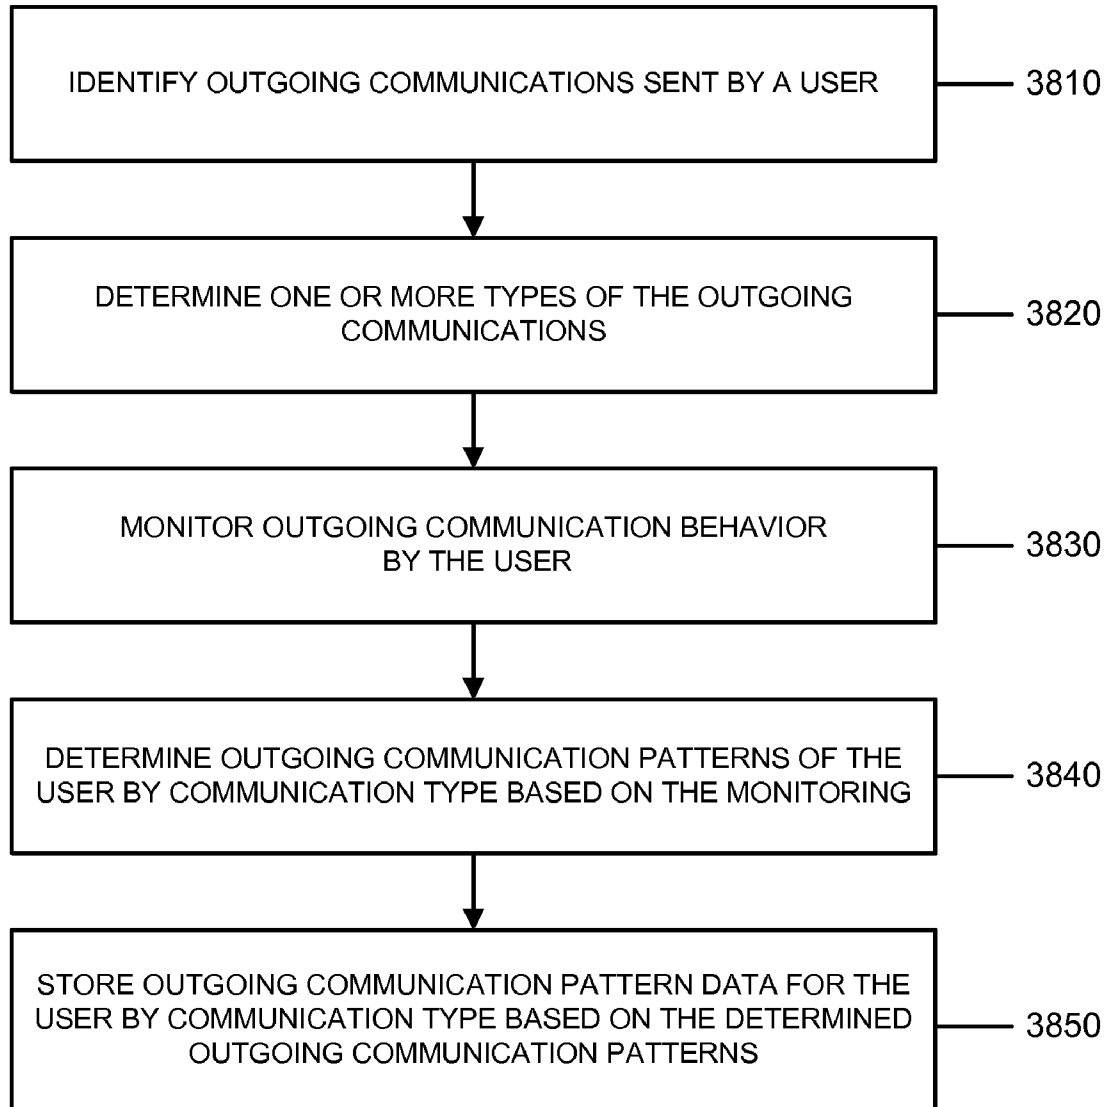 IDENTIFY OUTGOING COMMUNICATIONS SENT BY A USER
3810
DETERMINE ONE OR MORE TYPES OF THE OUTGOING
COMMUNICATIONS
3820
MONITOR OUTGOING COMMUNICATION BEHAVIOR
BY THE USER
3830
DETERMINE OUTGOING COMMUNICATION PATTERNS OF THE
USER BY COMMUNICATION TYPE BASED ON THE MONITORING
3840
STORE OUTGOING COMMUNICATION PATTERN DATA FOR THE
USER BY COMMUNICATION TYPE BASED ON THE DETERMINED
OUTGOING COMMUNICATION PATTERNS
3850